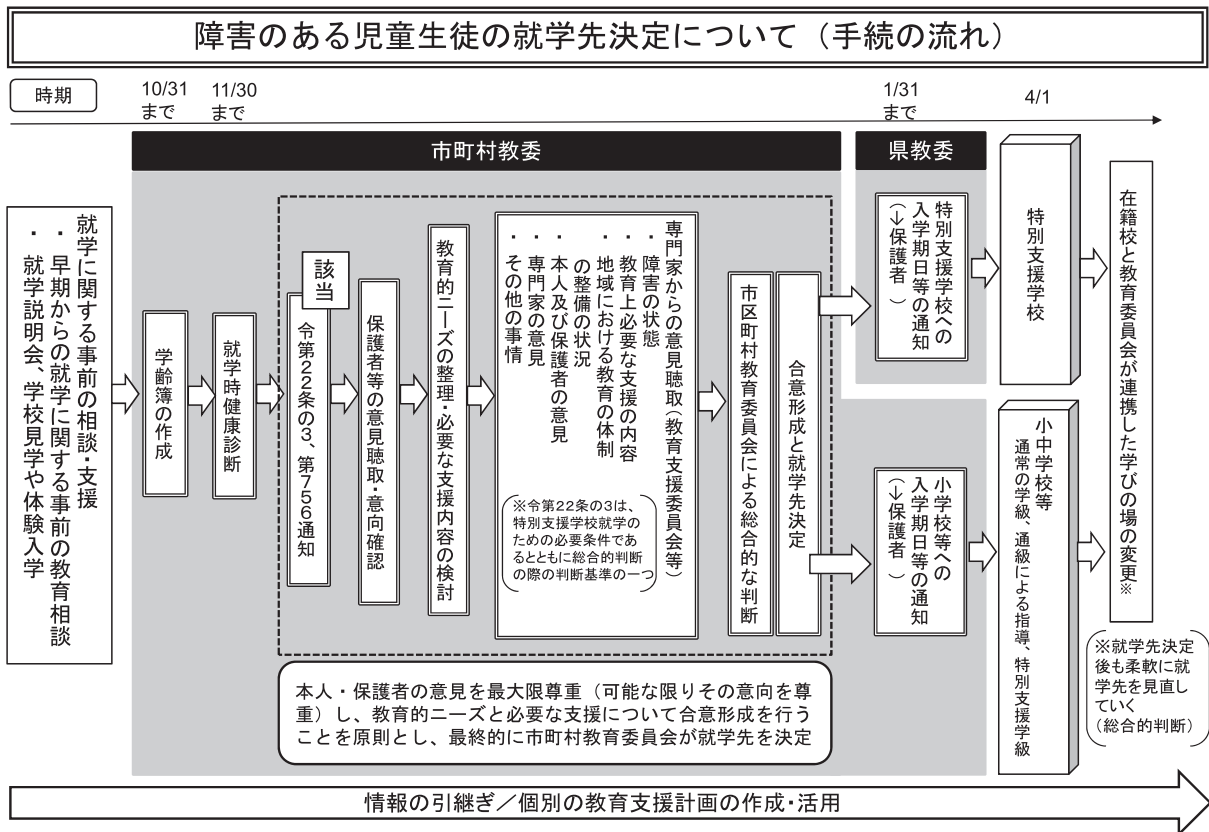 障害のある児童生徒の就学先決定について（手続の流れ）
時期
10/31
まで
11/30
まで
1/31
まで
4/1
市町村教委
県教委
就学に関する事前の相談・支援
・早期からの就学に関する事前の教育相談
・就学説明会、学校見学や体験入学
学齢簿の作成
就学時健康診断
該当
令第２２条の３、第７５６通知
保護者等の意見聴取・意向確認
教育的ニーズの整理・必要な支援内容の検討
専門家からの意見聴取（教育支援委員会等）
・障害の状態
・教育上必要な支援の内容
・地域における教育の体制
の整備の状況
・本人及び保護者の意見
・専門家の意見
・その他の事情
※令第２２条の３は、
特別支援学校就学の
ための必要条件であ
るとともに総合的判断
の際の判断基準の一つ
市区町村教育委員会による総合的な判断
合意形成と就学先決定
特別支援学校への
入学期日等の通知
（↓保護者　）
小学校等への
入学期日等の通知
（↓保護者　）
特別支援学校
小中学校等
通常の学級、通級による指導、特別支援学級
在籍校と教育委員会が連携した学びの場の変更※
※就学先決定
後も柔軟に就
学先を見直し
ていく
（総合的判断）
本人・保護者の意見を最大限尊重（可能な限りその意向を尊
重）し、教育的ニーズと必要な支援について合意形成を行う
ことを原則とし、最終的に市町村教育委員会が就学先を決定
情報の引継ぎ／個別の教育支援計画の作成・活用